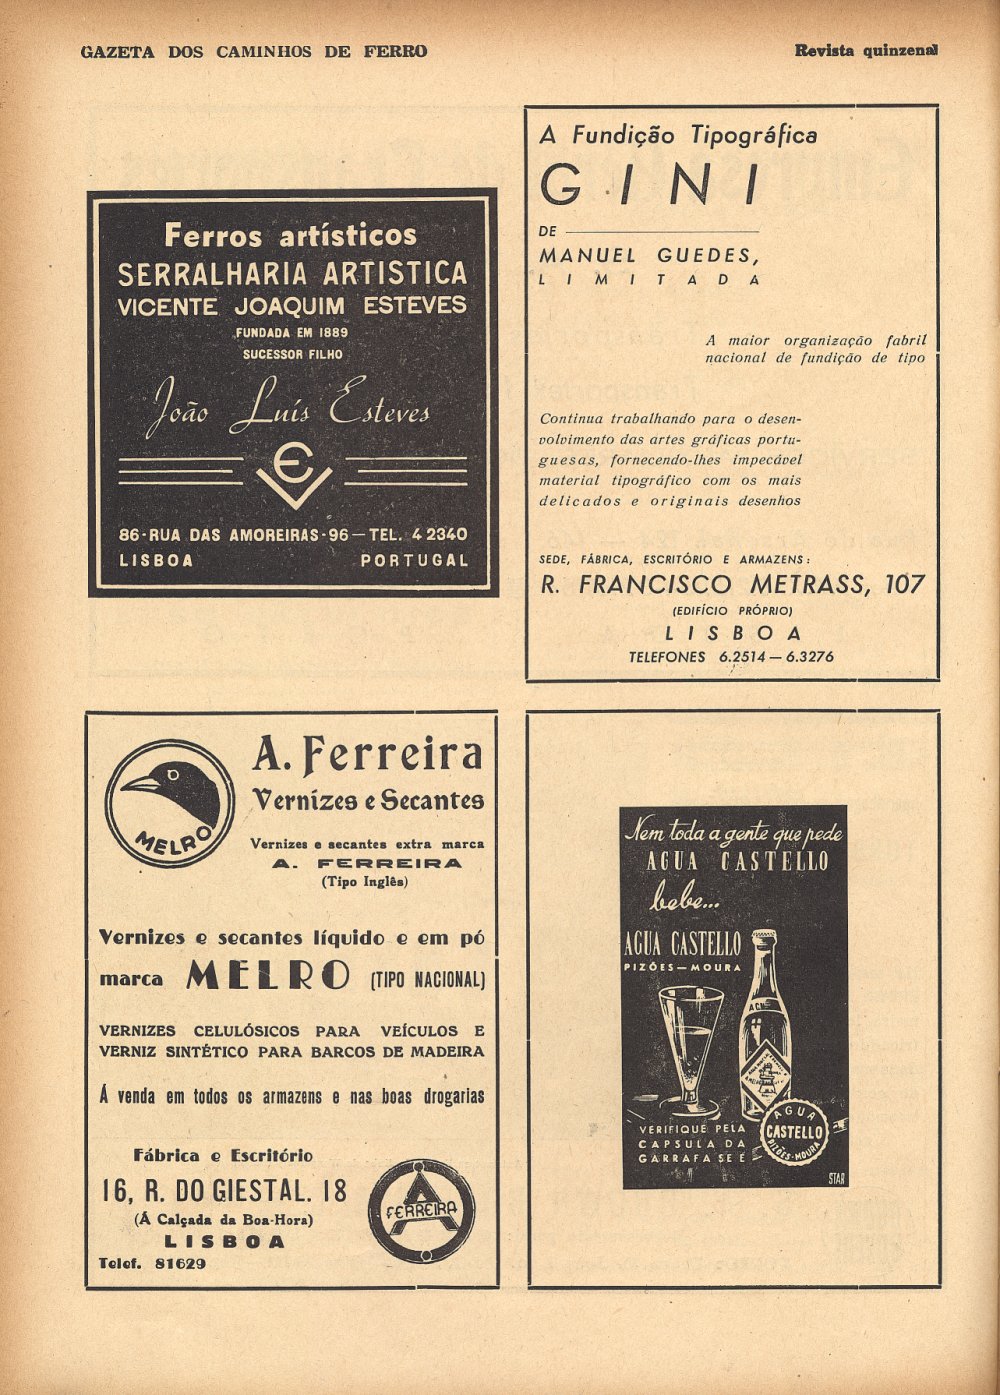 GAZETA DOS CAMINHOS DE FERRO
Revista quinzenal
Ferros artísticos
SERRALHARIA ARTISTICA
VICENTE JOAQUIM ESTEVES
FUNDADA EM 1889
SUCESSOR FILHO
João Luís Esteves
E
86-RUA DAS AMOREIRAS-96—TEL. 4 2340
LISBOA PORTUGAL
A Fundição Tipográfica
GINI
DE
MANUEL GUEDES,
LIMITADA
A maior organização fabril
nacional de fundição de tipo
Continua trabalhando para o desen-
volvimento das artes gráficas portu-
guesas, fornecendo-lhes impecável
material tipográfico com os mais
delicados e originais desenhos
SEDE, FÁBRICA, ESCRITÓRIO E ARMAZENS:
R. FRANCISCO METRASS, 107
(EDIFÍCIO PRÓPRIO)
LISBOA
TELEFONES 6.2514 — 6.3276
MELRO
A. Ferreira
Vernízes e Secantes
Vernizes e secantes extra marca
A. FERREIRA
(Tipo Inglês)
Vernizes e secantes líquido e em pó
marca MELRO (TIPO NACIONAL)
VERNIZES CELULÓSICOS PARA VEÍCULOS E
VERNIZ SINTÉTICO PARA BARCOS DE MADEIRA
Á venda em todos os armazens e nas boas drogarias
Fábrica e Escritório
16, R. DO GIESTAL. 18
(Á Calçada da Boa-Hora)
LISBOA
Telef. 81629
A
FERREIRA
Nem toda a gente que pede
AGUA CASTELLO
bebe...
AGUA CASTELLO
PIZÕES—MOURA
VERIFIQUE PELA
CAPSULA DA
GARRAFA SE É
AGUA
CASTELLO
PIZÕES-MOURA
STAR